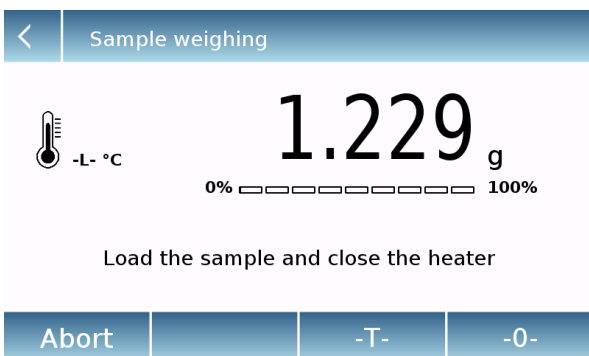 Sample weighing
1.229 g
-L- °C
0% 100%
Load the sample and close the heater
Abort -T- -0-